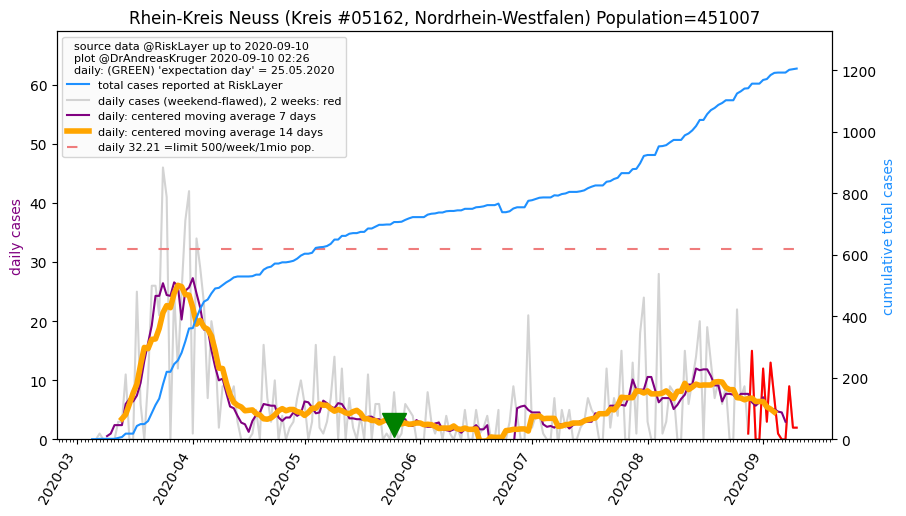 Rhein-Kreis Neuss (Kreis #05162, Nordrhein-Westfalen) Population=451007
source data @RiskLayer up to 2020-09-10
plot @DrAndreasKruger 2020-09-10 02:26
daily: (GREEN) 'expectation day' = 25.05.2020
total cases reported at RiskLayer
daily cases (weekend-flawed), 2 weeks: red
daily: centered moving average 7 days
daily: centered moving average 14 days
daily 32.21 =limit 500/week/1mio pop.
daily cases
60
50
40
30
20
10
0
cumulative total cases
1200
1000
800
600
400
200
0
2020-03
2020-04
2020-05
2020-06
2020-07
2020-08
2020-09